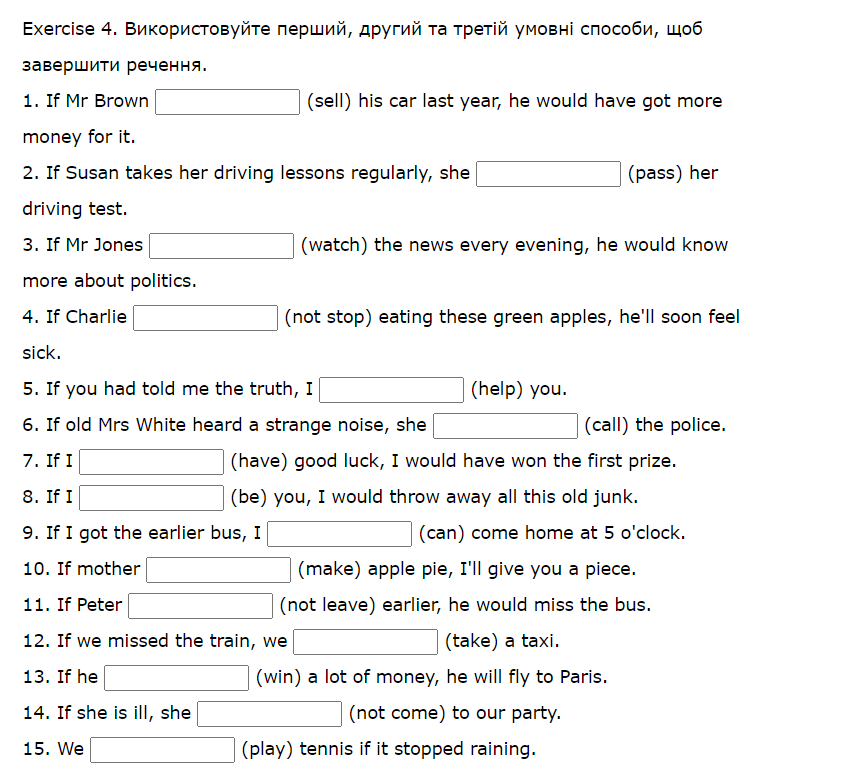 Exercise 4. Використовуйте перший, другий та третій умовні способи, щоб
завершити речення.
1. If Mr Brown (sell) his car last year, he would have got more
money for it.
2. If Susan takes her driving lessons regularly, she (pass) her
driving test.
3. If Mr Jones (watch) the news every evening, he would know
more about politics.
4. If Charlie (not stop) eating these green apples, he'll soon feel
sick.
5. If you had told me the truth, I (help) you.
6. If old Mrs White heard a strange noise, she (call) the police.
7. If I (have) good luck, I would have won the first prize.
8. If I (be) you, I would throw away all this old junk.
9. If I got the earlier bus, I (can) come home at 5 o'clock.
10. If mother (make) apple pie, I'll give you a piece.
11. If Peter (not leave) earlier, he would miss the bus.
12. If we missed the train, we (take) a taxi.
13. If he (win) a lot of money, he will fly to Paris.
14. If she is ill, she (not come) to our party.
15. We (play) tennis if it stopped raining.